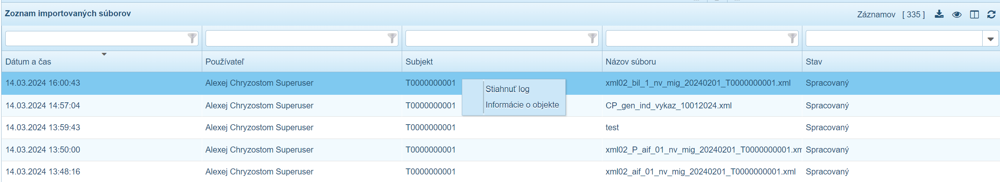 Zoznam importovaných súborov
Záznamov [ 335 ]
Dátum a čas Používateľ Subjekt Názov súboru Stav
14.03.2024 16:00:43 Alexej Chryzostom Superuser T0000000001 xml02_bil_1_nv_mig_20240201_T0000000001.xml Spracovaný
Stiahnuť log
Informácie o objekte
14.03.2024 14:57:04 Alexej Chryzostom Superuser T0000000001 CP_gen_ind_vykaz_10012024.xml Spracovaný
14.03.2024 13:59:43 Alexej Chryzostom Superuser T0000000001 test Spracovaný
14.03.2024 13:50:00 Alexej Chryzostom Superuser T0000000001 xml02_P_aif_01_nv_mig_20240201_T0000000001.xm Spracovaný
14.03.2024 13:48:16 Alexej Chryzostom Superuser T0000000001 xml02_aif_01_nv_mig_20240201_T0000000001.xml Spracovaný